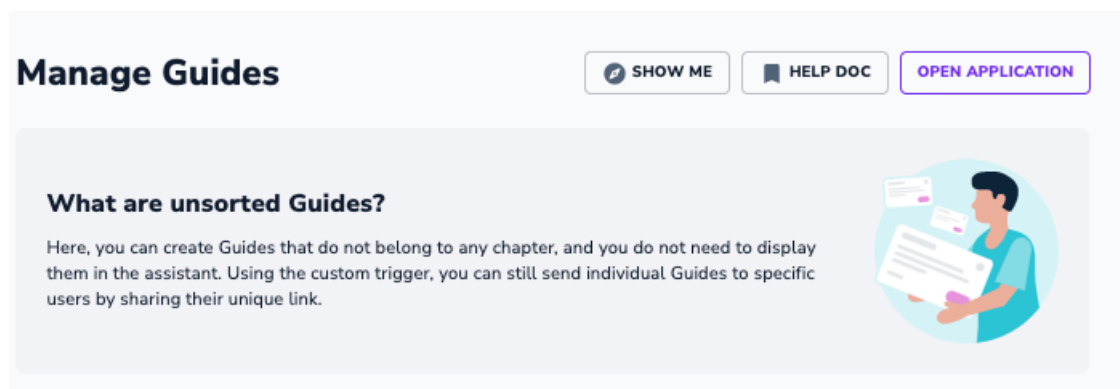 Manage Guides
SHOW ME
HELP DOC
OPEN APPLICATION
What are unsorted Guides?
Here, you can create Guides that do not belong to any chapter, and you do not need to display
them in the assistant. Using the custom trigger, you can still send individual Guides to specific
users by sharing their unique link.